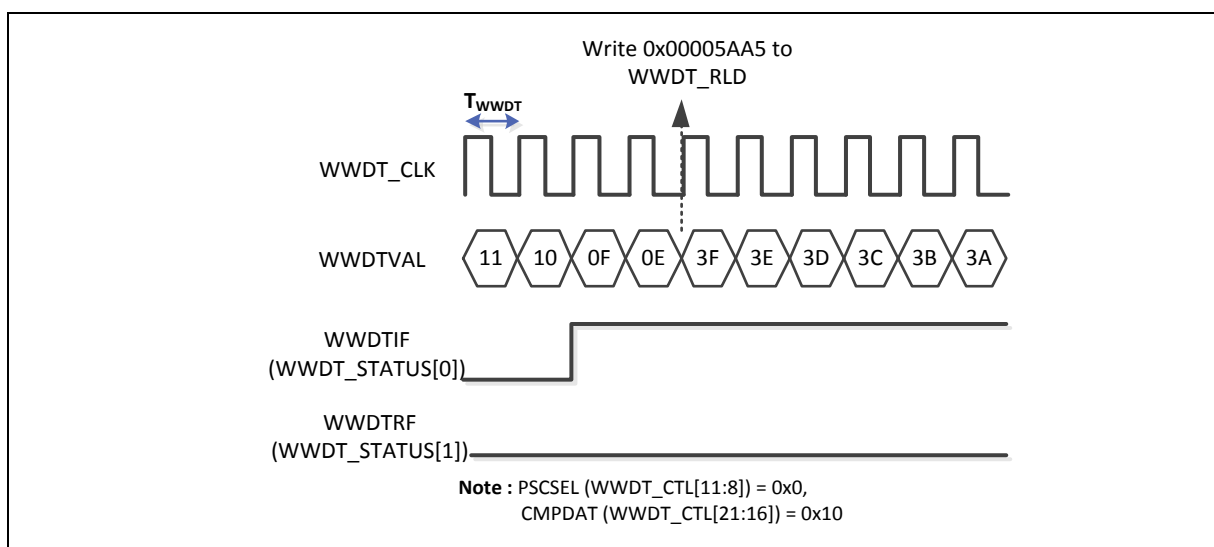 Write 0x00005AA5 to
WWDT_RLD
TWWDT
WWDT_CLK
WWDTVAL
11 10 0F 0E 3F 3E 3D 3C 3B 3A
WWDTIF
(WWDT_STATUS[0])
WWDTRF
(WWDT_STATUS[1])
Note : PSCSEL (WWDT_CTL[11:8]) = 0x0,
CMPDAT (WWDT_CTL[21:16]) = 0x10